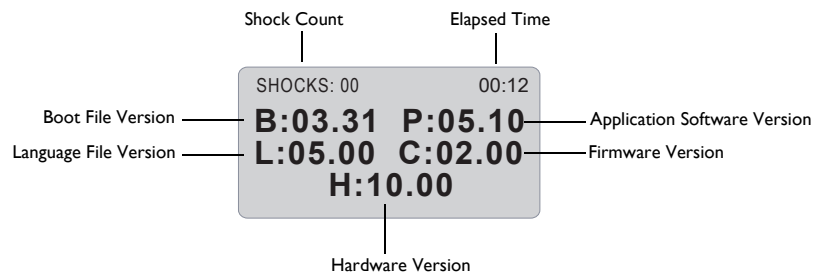 Shock Count Elapsed Time
SHOCKS: 00 00:12
Boot File Version B:03.31 P:05.10 Application Software Version
Language File Version L:05.00 C:02.00 Firmware Version
H:10.00
Hardware Version